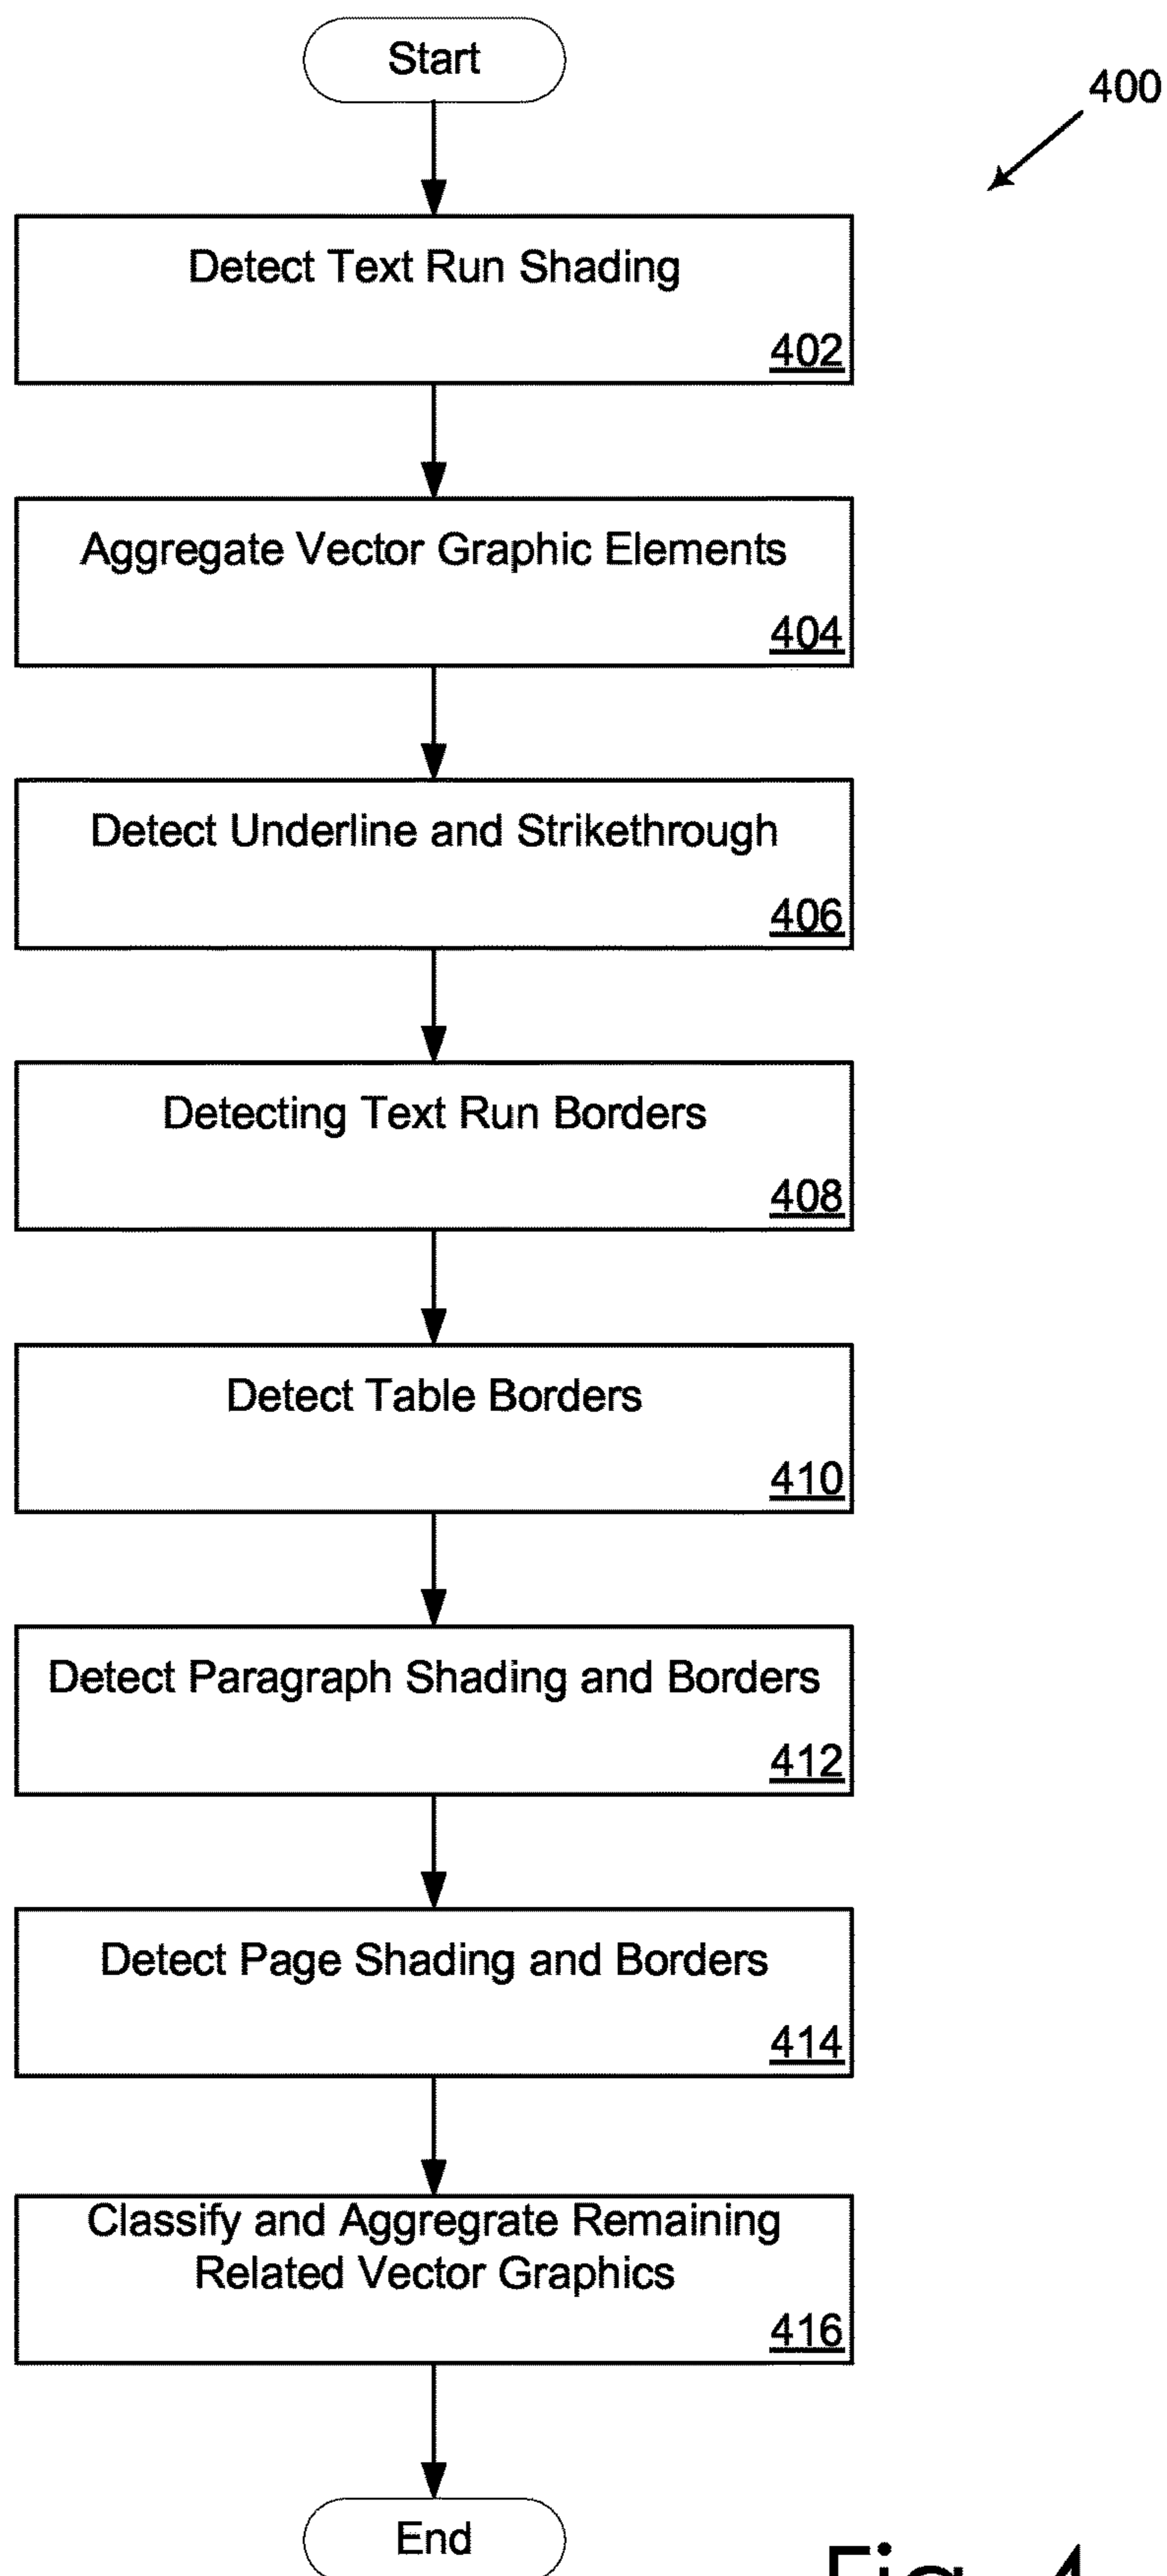 Start
400
Detect Text Run Shading
402
Aggregate Vector Graphic Elements
404
Detect Underline and Strikethrough
406
Detecting Text Run Borders
408
Detect Table Borders
410
Detect Paragraph Shading and Borders
412
Detect Page Shading and Borders
414
Classify and Aggregrate Remaining
Related Vector Graphics
416
End
Fig. 4